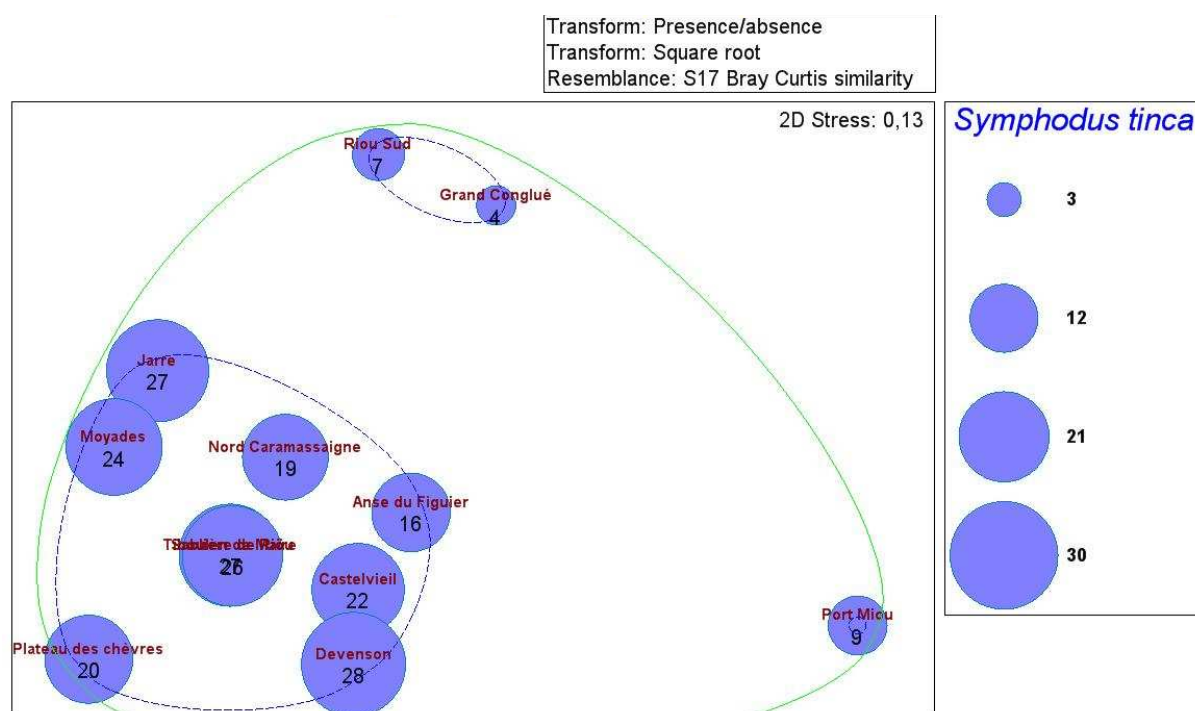 Transform: Presence/absence
Transform: Square root
Resemblance: S17 Bray Curtis similarity
2D Stress: 0,13
Symphodus tinca
3
12
21
30
Riou Sud
7
Grand Conglué
4
Jarre
27
Moyades
24
Nord Caramassaigne
19
Anse du Figuier
16
26
Castelvieil
22
Port Miou
9
Plateau des chèvres
20
Devenson
28